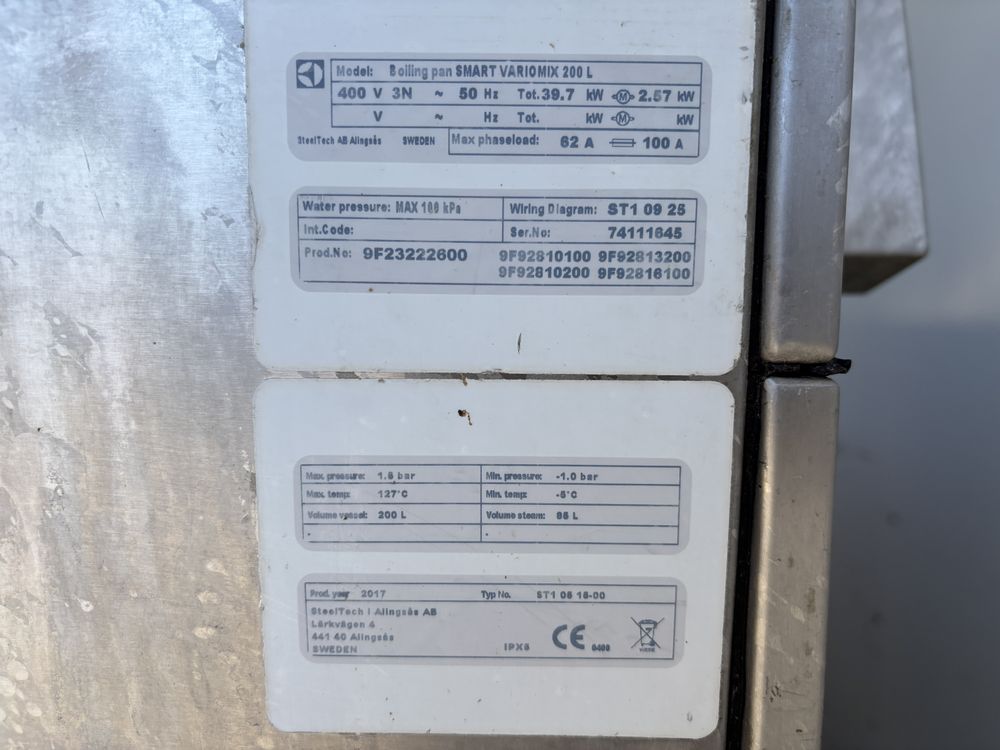 Model: Boiling pan SMART VARIOMIX 200 L
400 V 3N ~ 50 Hz Tot. 39.7 kW M 2.57 kW
V ~ Hz Tot. kW M kW
SteelTech AB Alingsås SWEDEN Max phaseload: 62 A 100 A
Water pressure: MAX 100 kPa Wiring Diagram: ST1 09 25
Int.Code: Ser.No: 74111645
Prod.No: 9F23222600 9F92810100 9F92813200
9F92810200 9F92816100
Max. pressure: 1.5 bar Min. pressure: -1.0 bar
Max. temp: 127°C Min. temp: -5°C
Volume vessel: 200 L Volume steam: 85 L
Prod. year 2017 Typ No. ST1 05 15-00
SteelTech i Alingsås AB
Lärkvägen 4
441 40 Alingsås
SWEDEN IPX5 CE
WEEE